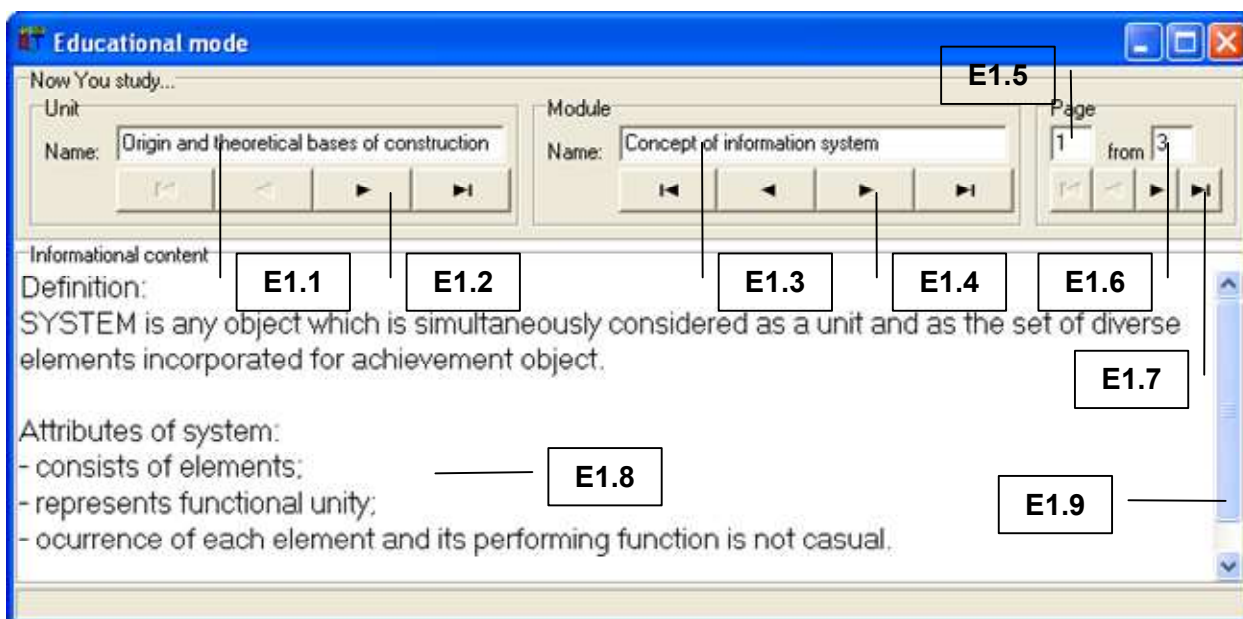 Educational mode
Now You study...
E1.5
Unit
Module
Page
Name: Origin and theoretical bases of construction
Name: Concept of information system
1 from 3
Informational content
E1.1 E1.2 E1.3 E1.4 E1.6
Definition:
SYSTEM is any object which is simultaneously considered as a unit and as the set of diverse
elements incorporated for achievement object.
E1.7
Attributes of system:
- consists of elements;
E1.8
- represents functional unity;
E1.9
- ocurrence of each element and its performing function is not casual.